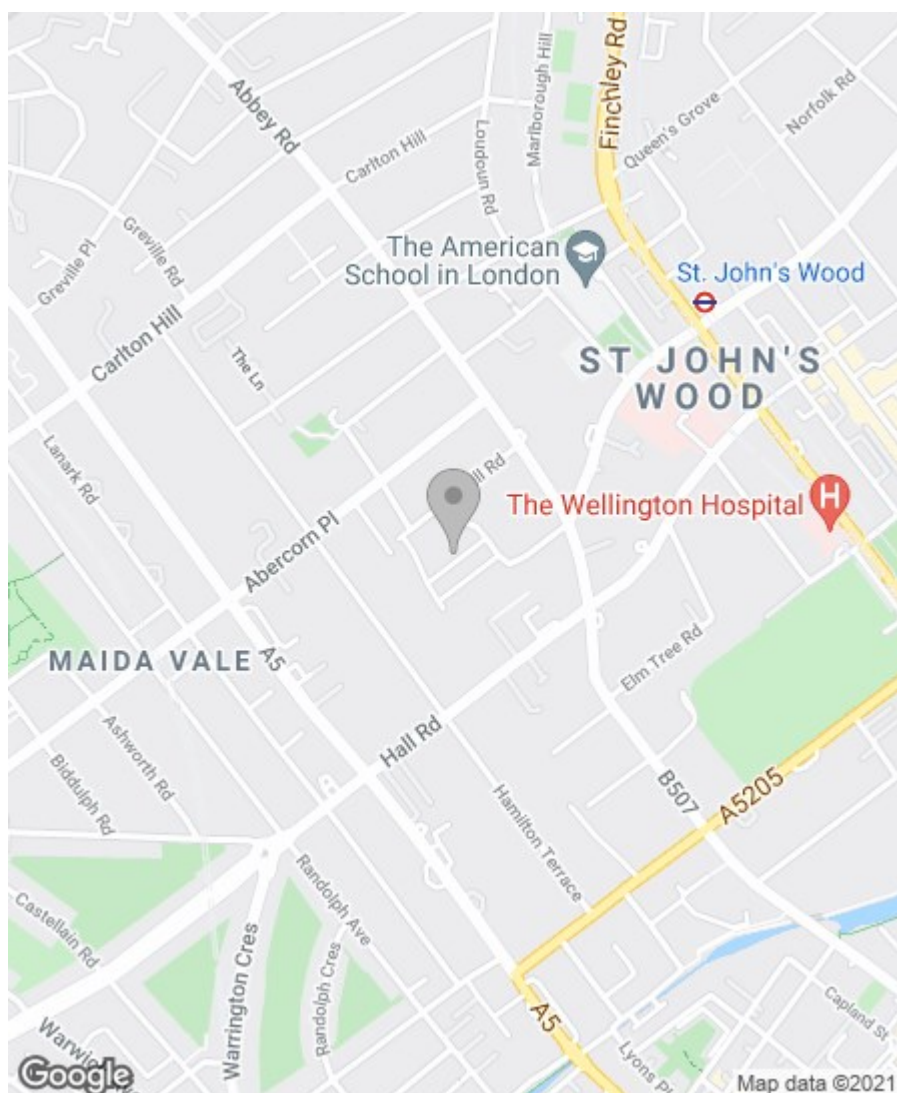 Abbey Rd
Carlton Hill
Loudoun Rd
Marlborough Hill
Finchley Rd
Queen's Grove
Norfolk Rd
Greville Pl
Greville Rd
The American
School in London
St. John's Wood
Carlton Hill
The Ln
ST JOHN'S
WOOD
Lanark Rd
Abercorn Pl
Rd
The Wellington Hospital
H
MAIDA VALE
A5
Elm Tree Rd
Ashworth Rd
Biddulph Rd
Hall Rd
Hamilton Terrace
B507
A5205
Castellain Rd
Randolph Ave
Warrington Cres
Randolph Cres
A5
Capland St
Lyons
Google
Map data ©2021